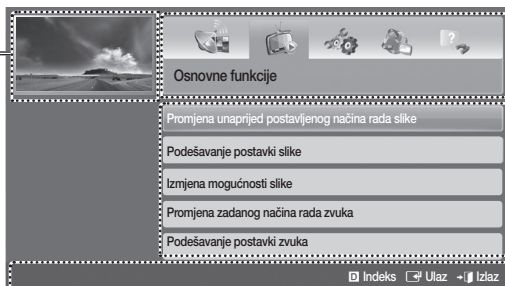 Osnovne funkcije
Promjena unaprijed postavljenog načina rada slike
Podešavanje postavki slike
Izmjena mogućnosti slike
Promjena zadanog načina rada zvuka
Podešavanje postavki zvuka
D Indeks Ulaz Izlaz